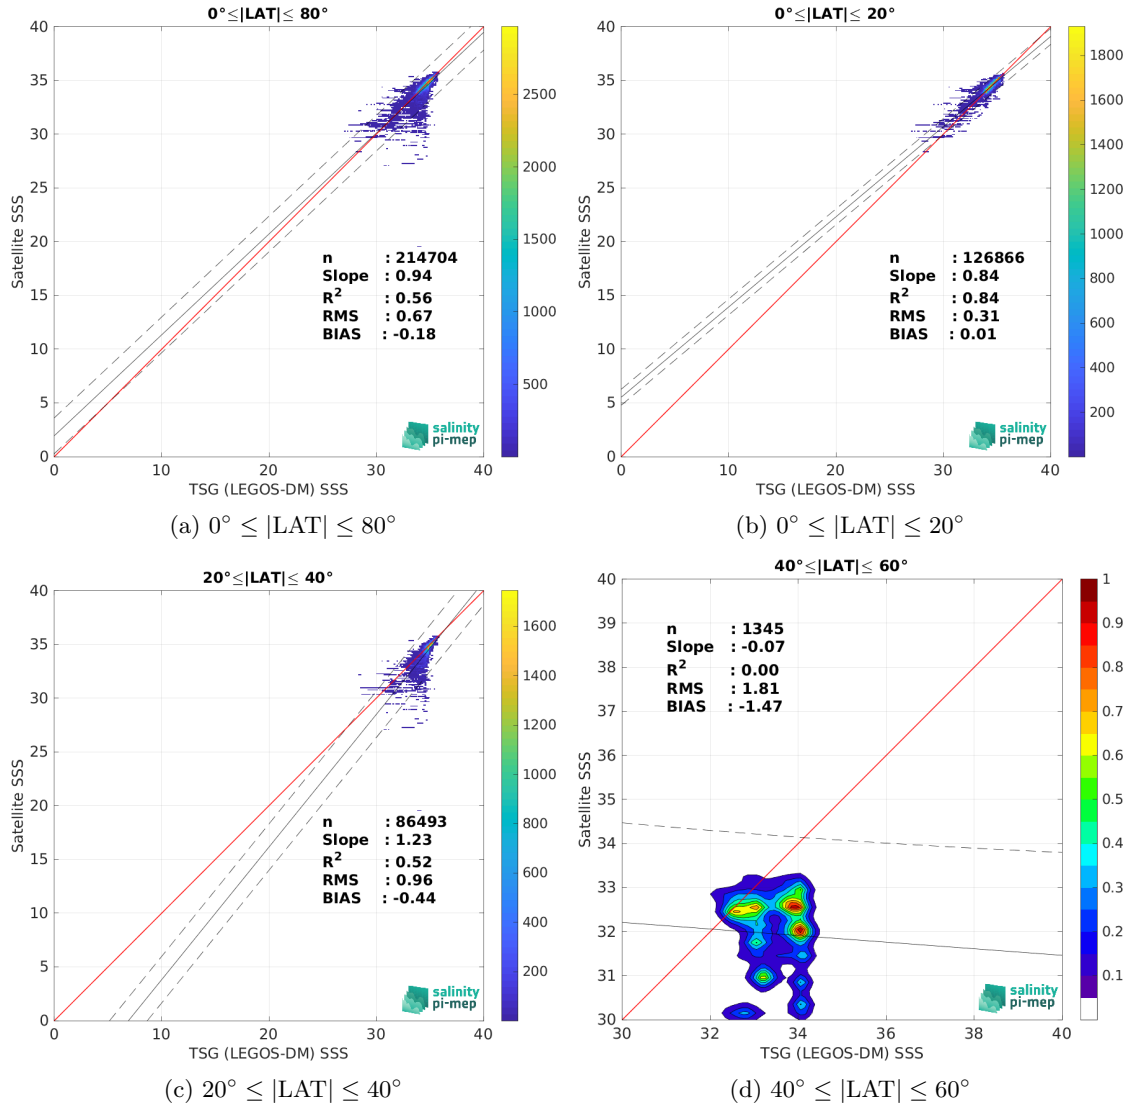 0°≤|LAT|≤ 80°
40
35
30
25
20
15
10
5
0
Satellite SSS
n : 214704
Slope : 0.94
R² : 0.56
RMS : 0.67
BIAS : -0.18
salinity
pi-mep
0 10 20 30 40
TSG (LEGOS-DM) SSS
2500
2000
1500
1000
500
(a) 0° ≤ |LAT| ≤ 80°
0°≤|LAT|≤ 20°
40
35
30
25
20
15
10
5
0
Satellite SSS
n : 126866
Slope : 0.84
R² : 0.84
RMS : 0.31
BIAS : 0.01
salinity
pi-mep
0 10 20 30 40
TSG (LEGOS-DM) SSS
1800
1600
1400
1200
1000
800
600
400
200
(b) 0° ≤ |LAT| ≤ 20°
20°≤|LAT|≤ 40°
40
35
30
25
20
15
10
5
0
Satellite SSS
n : 86493
Slope : 1.23
R² : 0.52
RMS : 0.96
BIAS : -0.44
salinity
pi-mep
0 10 20 30 40
TSG (LEGOS-DM) SSS
1600
1400
1200
1000
800
600
400
200
0
(c) 20° ≤ |LAT| ≤ 40°
40°≤|LAT|≤ 60°
40
39
38
37
36
35
34
33
32
31
30
Satellite SSS
n : 1345
Slope : -0.07
R² : 0.00
RMS : 1.81
BIAS : -1.47
salinity
pi-mep
30 32 34 36 38 40
TSG (LEGOS-DM) SSS
1
0.9
0.8
0.7
0.6
0.5
0.4
0.3
0.2
0.1
(d) 40° ≤ |LAT| ≤ 60°